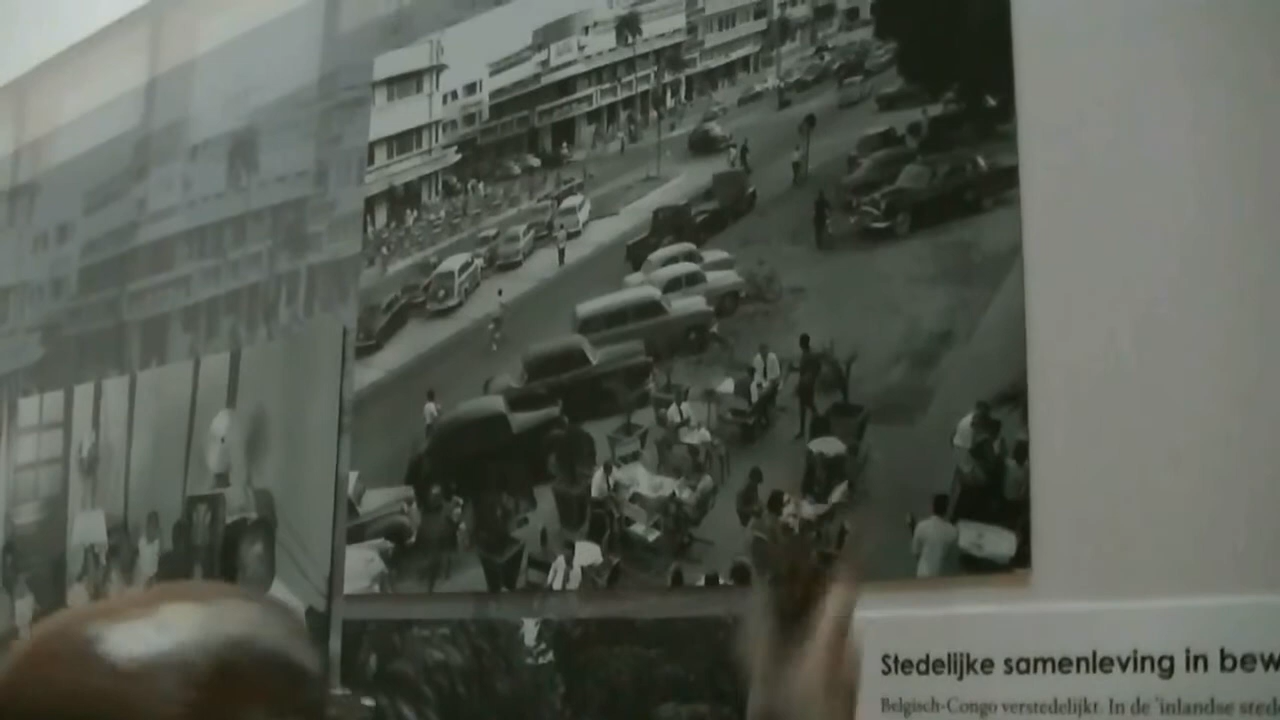 Stedelijke samenleving in bew
Belgisch-Congo verstedelijkt. In de 'inlandse sted